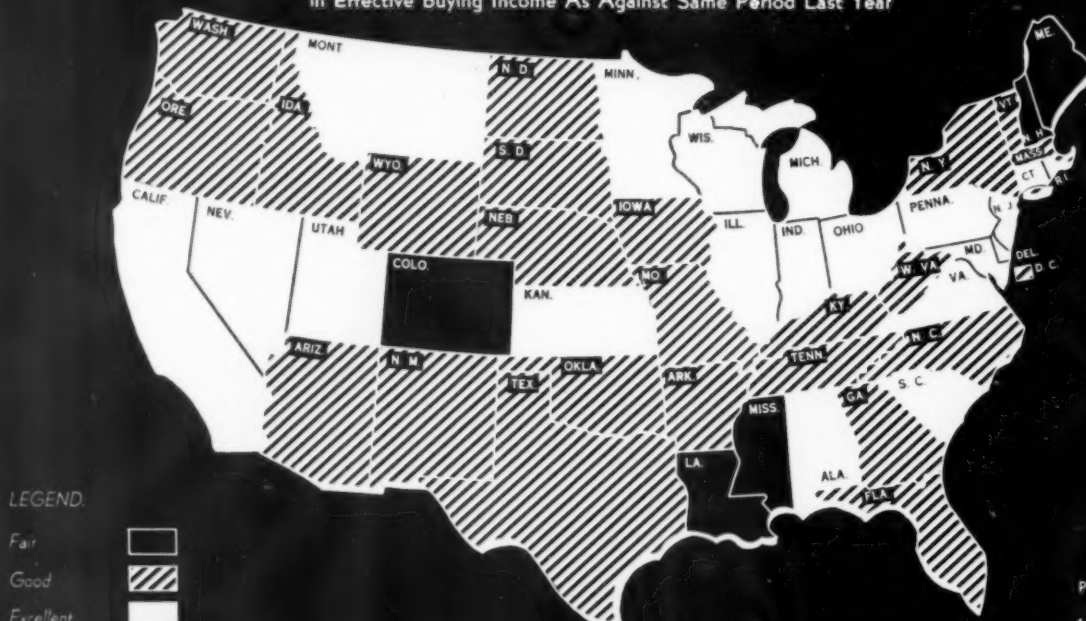 in Effective Buying Income As Against Same Period Last Year
WASH
MONT
N. D.
MINN.
ME.
ORE
IDA
VT.
N. H.
WIS.
S. D.
MICH.
N. Y.
MASS.
WYO.
CT
R.I.
CALIF.
NEV.
NEB
IOWA
PENNA.
N. J.
UTAH
ILL
IND.
OHIO
MD.
DEL.
COLO.
MO.
W. VA.
VA.
D. C.
KAN.
KY.
N. C.
ARIZ
N. M.
TEX.
OKLA.
ARK.
TENN.
S. C.
GA.
MISS.
LA.
ALA.
FLA.
LEGEND.
Fair
Good
Excellent
P